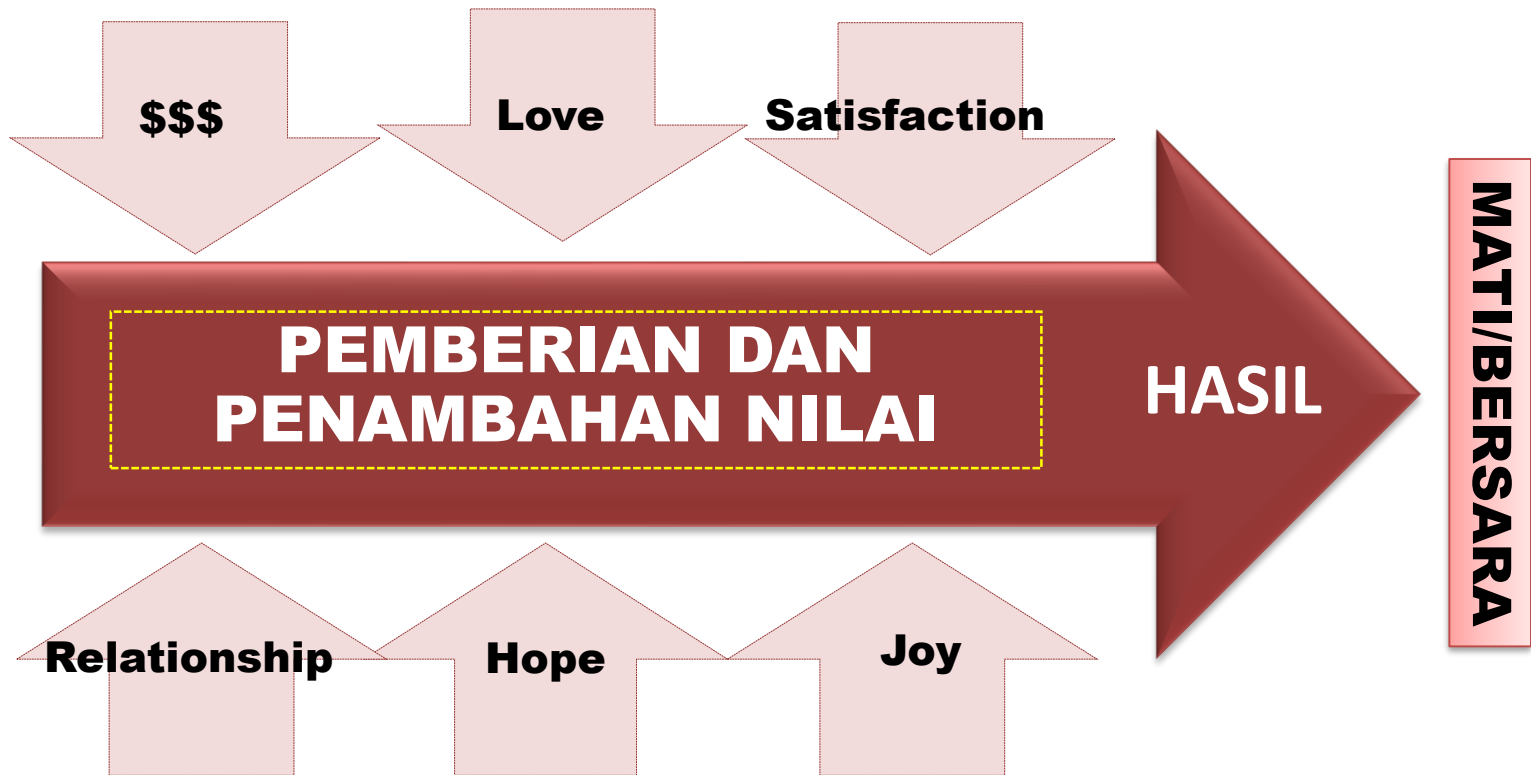 $$$
Love
Satisfaction
PEMBERIAN DAN
PENAMBAHAN NILAI
HASIL
MATI/BERSARA
Relationship
Hope
Joy